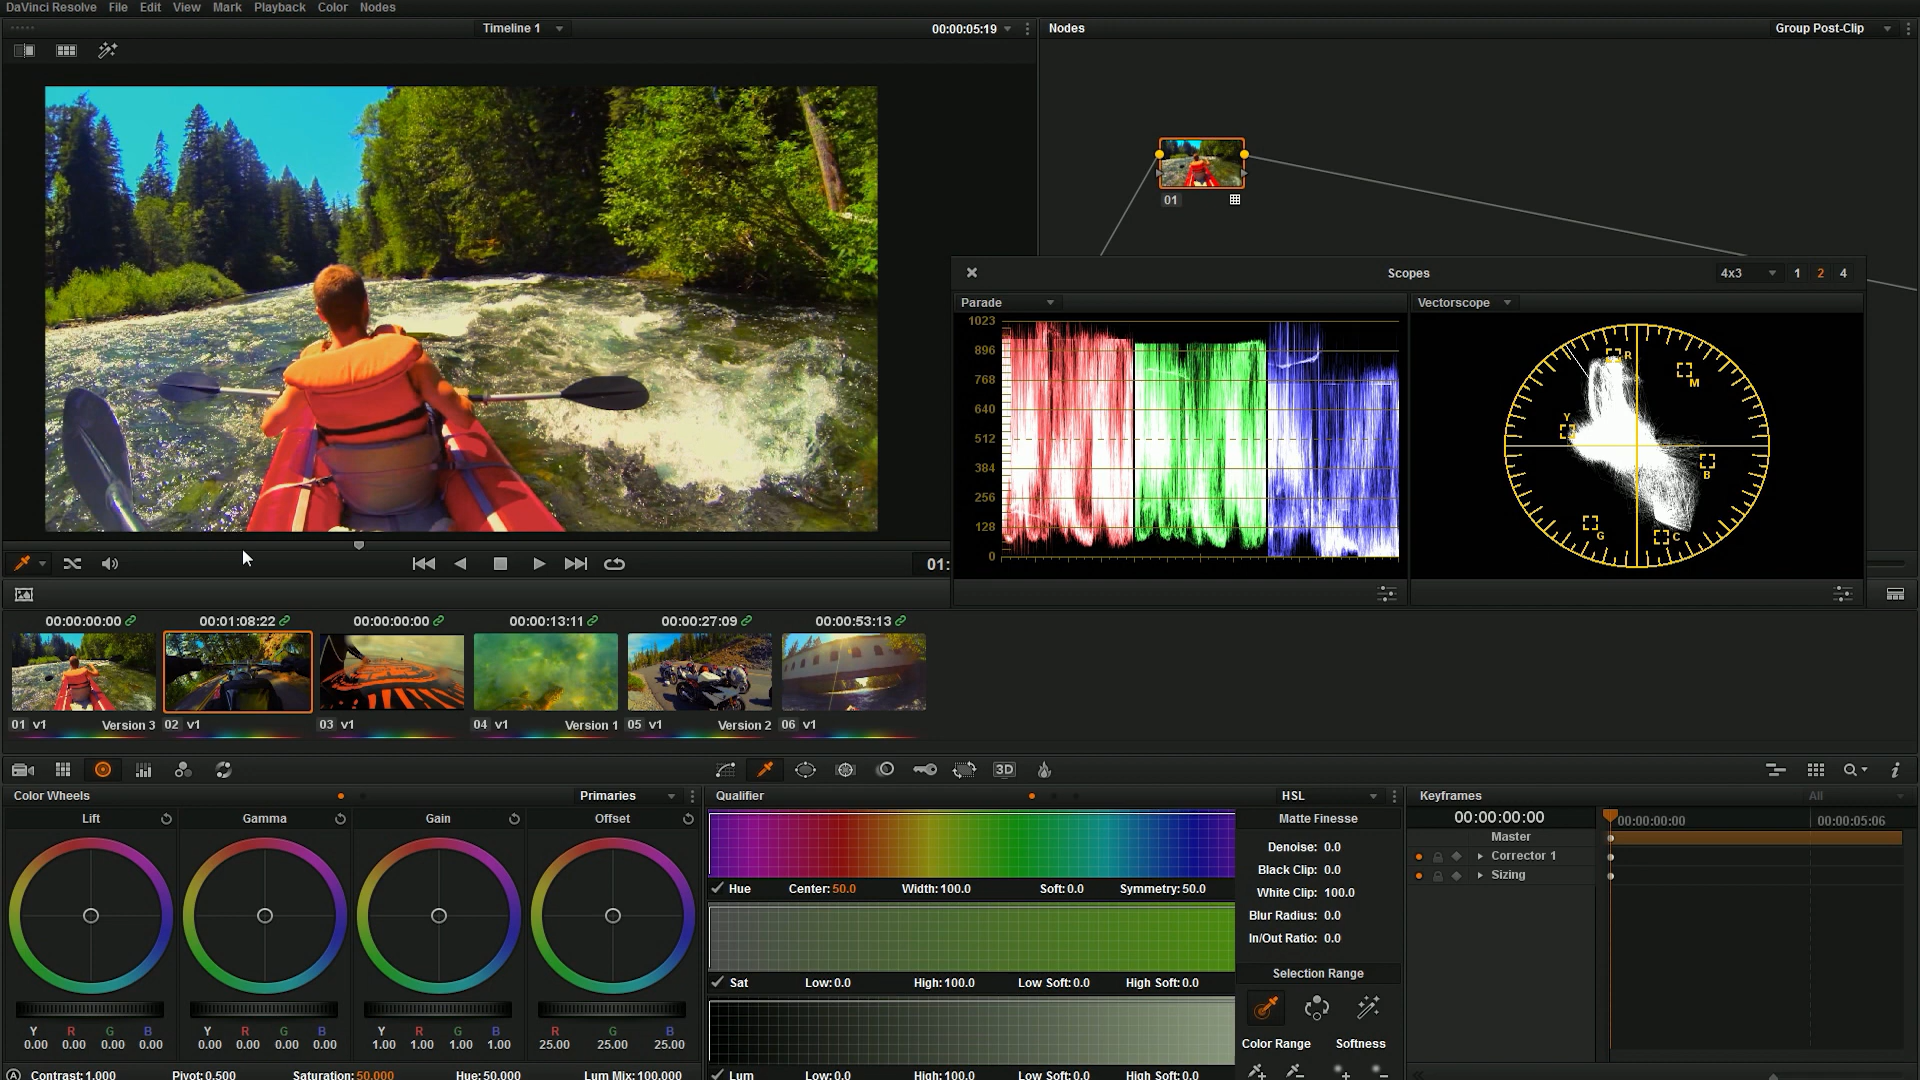 DaVinci Resolve File Edit View Mark Playback Color Nodes
Timeline 1
00:00:05:19
Nodes
Group Post-Clip
01
Scopes
4x3 1 2 4
Parade
Vectorscope
1023
896
768
640
512
384
256
128
0
R
M
Y
B
G
C
01:
00:00:00:00
00:01:08:22
00:00:00:00
00:00:13:11
00:00:27:09
00:00:53:13
01 v1 Version 3
02 v1
03 v1
04 v1 Version 1
05 v1 Version 2
06 v1
3D
Color Wheels
Primaries
Lift Gamma Gain Offset
Y R G B
0.00 0.00 0.00 0.00
Y R G B
0.00 0.00 0.00 0.00
Y R G B
1.00 1.00 1.00 1.00
R G B
25.00 25.00 25.00
A Contrast:1.000 Pivot:0.500 Saturation:50.000 Hue:50.000 Lum Mix:100.000
Qualifier
HSL
Hue Center:50.0 Width:100.0 Soft:0.0 Symmetry:50.0
Sat Low:0.0 High:100.0 Low Soft:0.0 High Soft:0.0
Lum Low:0.0 High:100.0 Low Soft:0.0 High Soft:0.0
Matte Finesse
Denoise: 0.0
Black Clip: 0.0
White Clip: 100.0
Blur Radius: 0.0
In/Out Ratio: 0.0
Selection Range
Color Range Softness
Keyframes
All
00:00:00:00
00:00:00:00
00:00:05:06
Master
Corrector 1
Sizing